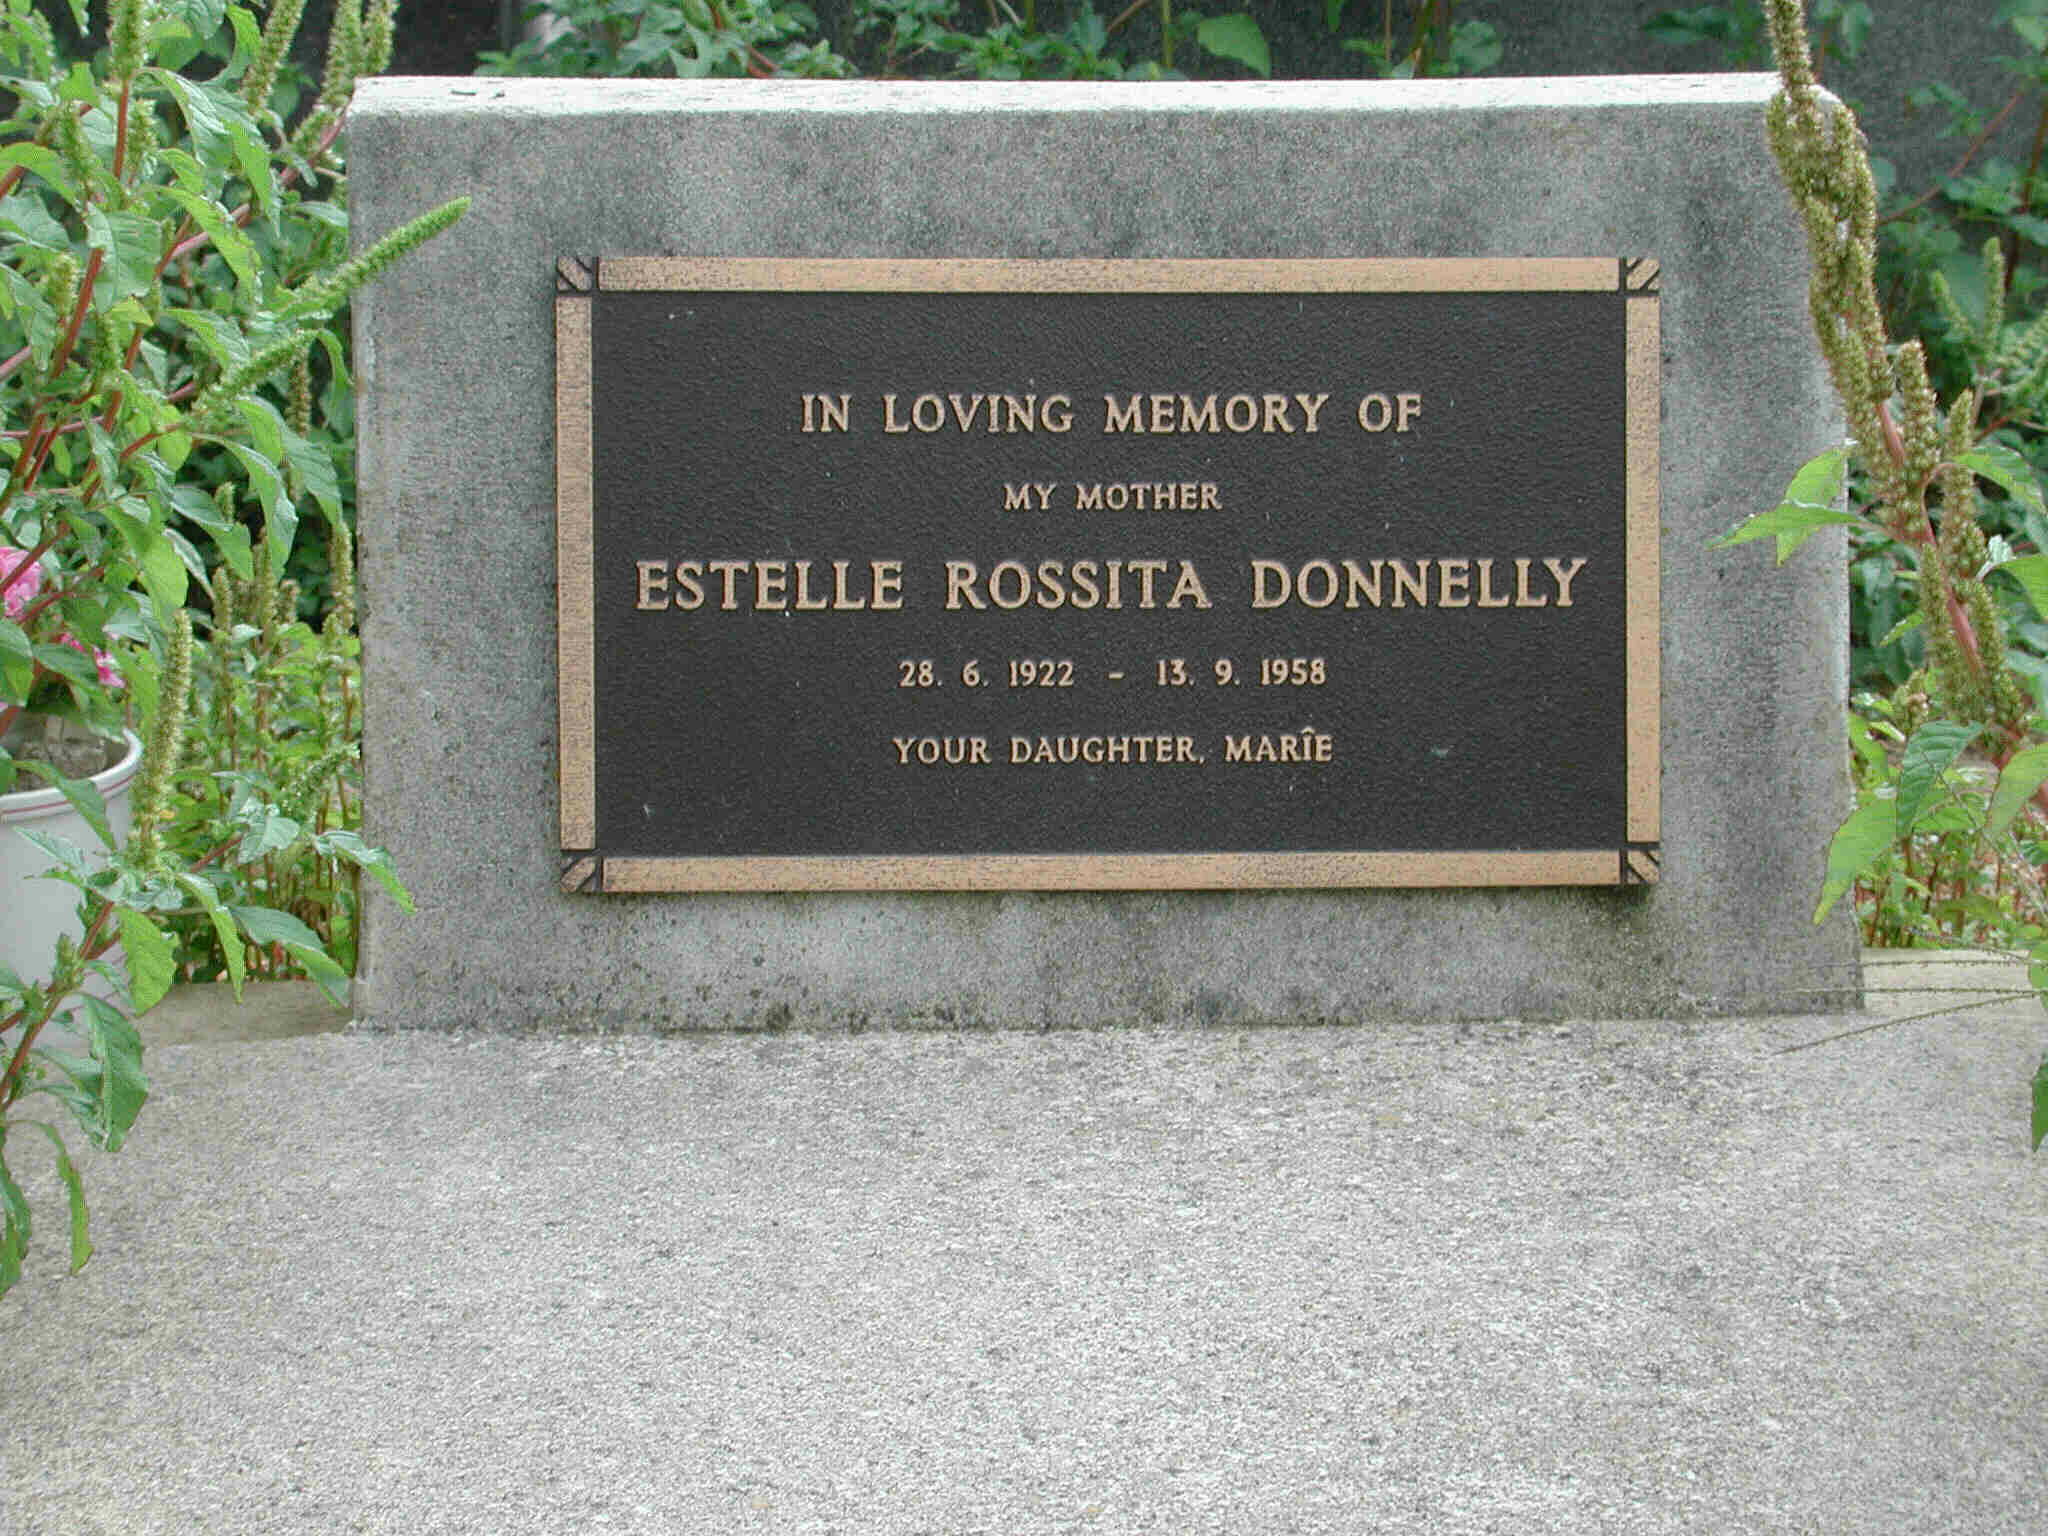 IN LOVING MEMORY OF
MY MOTHER
ESTELLE ROSSITA DONNELLY
28. 6. 1922 - 13. 9. 1958
YOUR DAUGHTER, MARÎE